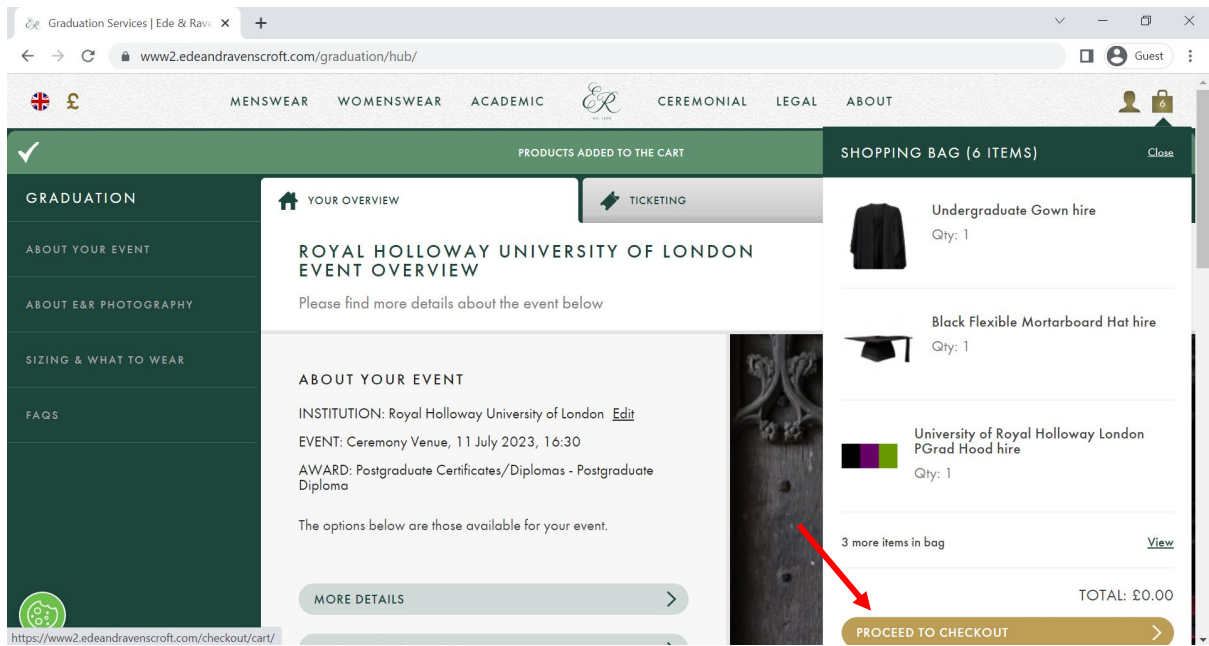 Graduation Services | Ede & Rave
www2.edeandravenscroft.com/graduation/hub/
Guest
£
MENSWEAR
WOMENSWEAR
ACADEMIC
ER
CEREMONIAL
LEGAL
ABOUT
6
PRODUCTS ADDED TO THE CART
SHOPPING BAG (6 ITEMS)
Close
GRADUATION
ABOUT YOUR EVENT
ABOUT E&R PHOTOGRAPHY
SIZING & WHAT TO WEAR
FAQS
YOUR OVERVIEW
TICKETING
ROYAL HOLLOWAY UNIVERSITY OF LONDON
EVENT OVERVIEW
Please find more details about the event below
ABOUT YOUR EVENT
INSTITUTION: Royal Holloway University of London Edit
EVENT: Ceremony Venue, 11 July 2023, 16:30
AWARD: Postgraduate Certificates/Diplomas - Postgraduate
Diploma
The options below are those available for your event.
MORE DETAILS
Undergraduate Gown hire
Qty: 1
Black Flexible Mortarboard Hat hire
Qty: 1
University of Royal Holloway London
PGrad Hood hire
Qty: 1
3 more items in bag
View
TOTAL: £0.00
PROCEED TO CHECKOUT
https://www2.edeandravenscroft.com/checkout/cart/